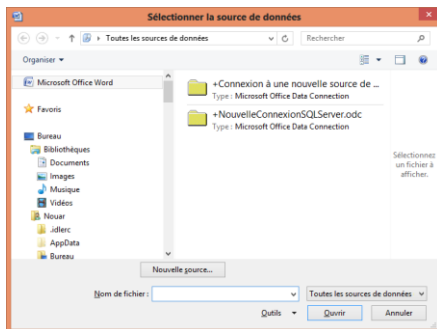 Sélectionner la source de données
Toutes les sources de données
Rechercher
Organiser
Microsoft Office Word
Favoris
Bureau
Bibliothèques
Documents
Images
Musique
Vidéos
Nouar
.idlerc
AppData
Bureau
+Connexion à une nouvelle source de ...
Type : Microsoft Office Data Connection
+NouvelleConnexionSQLServer.odc
Type : Microsoft Office Data Connection
Sélectionnez
un fichier à
afficher.
Nouvelle source...
Nom de fichier :
Toutes les sources de données
Outils
Ouvrir
Annuler